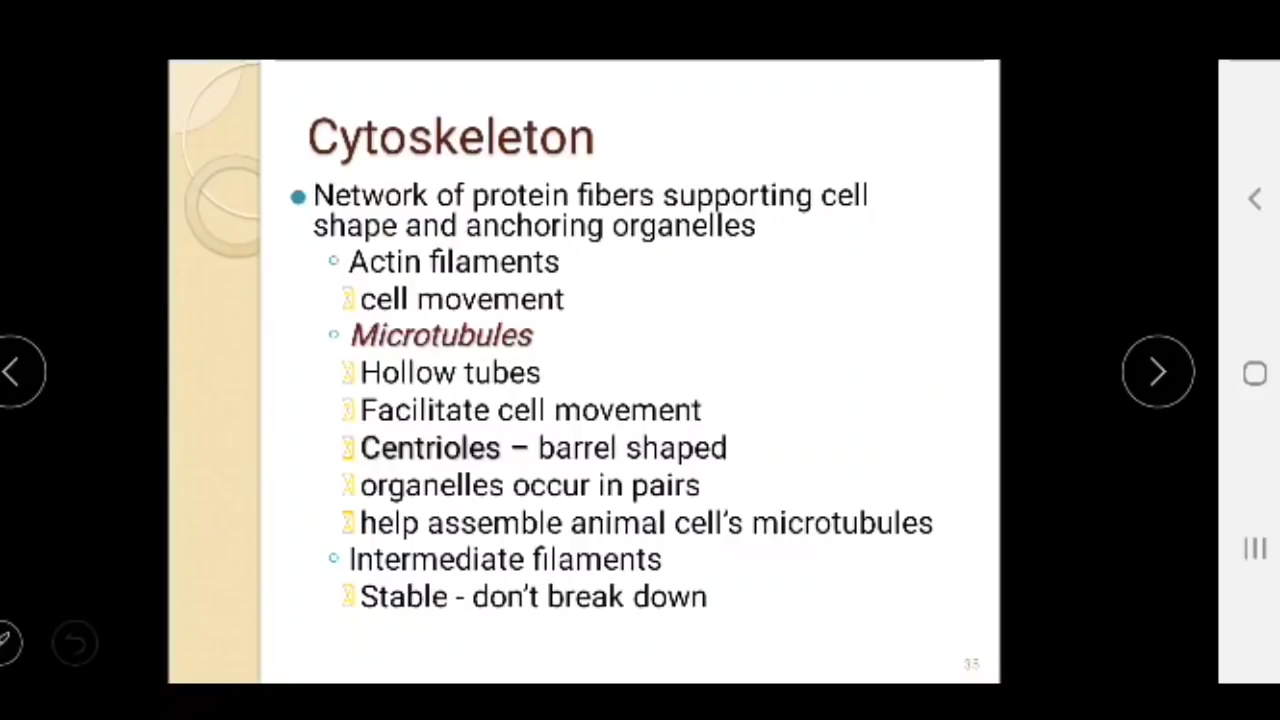 Cytoskeleton
Network of protein fibers supporting cell
shape and anchoring organelles
Actin filaments
cell movement
Microtubules
Hollow tubes
Facilitate cell movement
Centrioles – barrel shaped
organelles occur in pairs
help assemble animal cell's microtubules
Intermediate filaments
Stable - don't break down
35